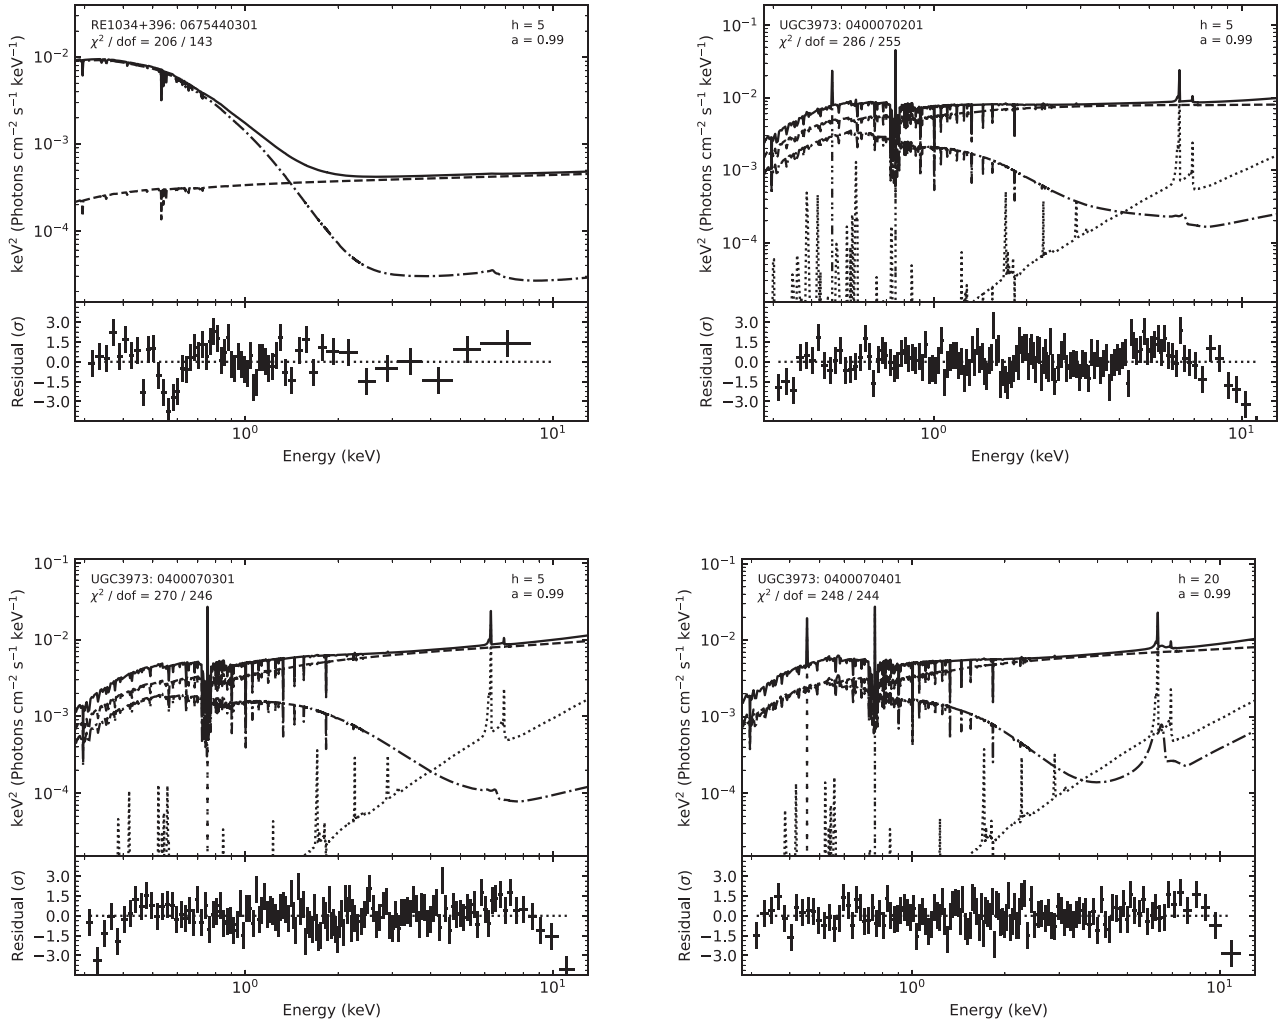 RE1034+396: 0675440301
χ² / dof = 206 / 143
h = 5
a = 0.99
keV² (Photons cm⁻² s⁻¹ keV⁻¹)
10⁻²
10⁻³
10⁻⁴
Residual (σ)
3.0
1.5
0.0
−1.5
−3.0
10⁰
10¹
Energy (keV)
UGC3973: 0400070201
χ² / dof = 286 / 255
h = 5
a = 0.99
keV² (Photons cm⁻² s⁻¹ keV⁻¹)
10⁻¹
10⁻²
10⁻³
10⁻⁴
Residual (σ)
3.0
1.5
0.0
−1.5
−3.0
10⁰
10¹
Energy (keV)
UGC3973: 0400070301
χ² / dof = 270 / 246
h = 5
a = 0.99
keV² (Photons cm⁻² s⁻¹ keV⁻¹)
10⁻¹
10⁻²
10⁻³
10⁻⁴
Residual (σ)
3.0
1.5
0.0
−1.5
−3.0
10⁰
10¹
Energy (keV)
UGC3973: 0400070401
χ² / dof = 248 / 244
h = 20
a = 0.99
keV² (Photons cm⁻² s⁻¹ keV⁻¹)
10⁻¹
10⁻²
10⁻³
10⁻⁴
Residual (σ)
3.0
1.5
0.0
−1.5
−3.0
10⁰
10¹
Energy (keV)